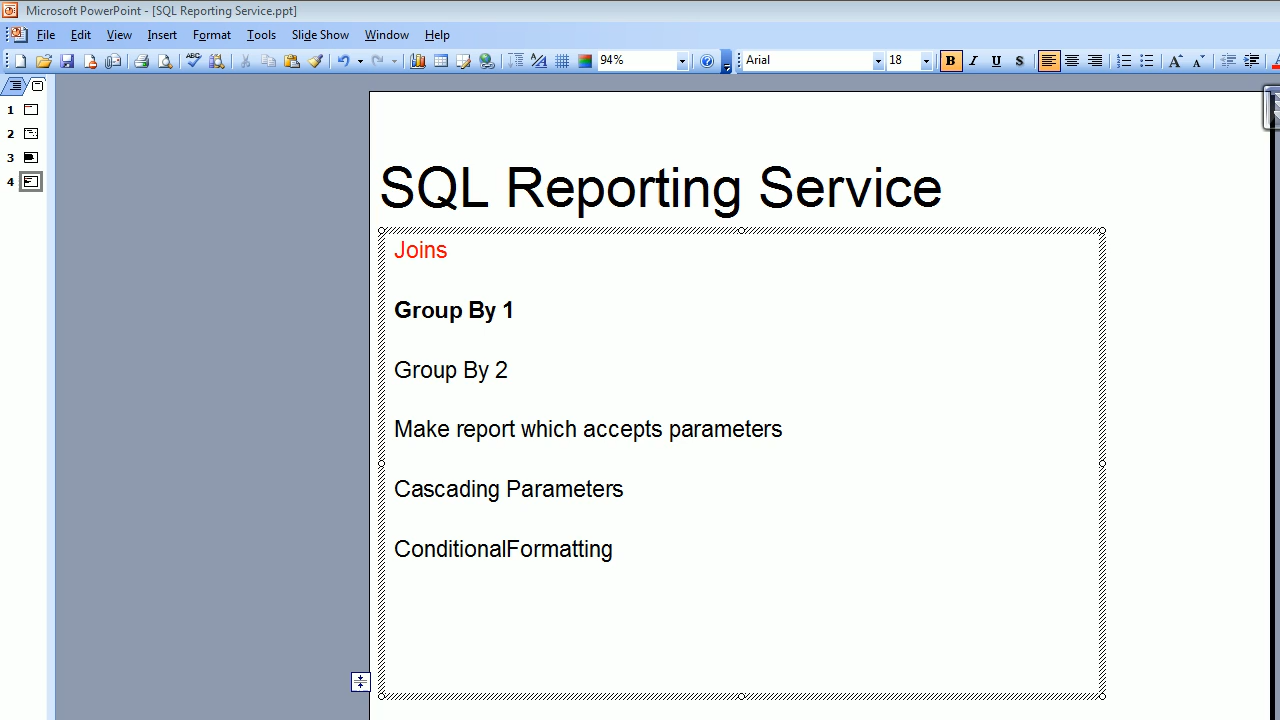 Microsoft PowerPoint - [SQL Reporting Service.ppt]
File Edit View Insert Format Tools Slide Show Window Help
94% Arial 18 B I U S A A A
1
2
3
4
SQL Reporting Service
Joins
Group By 1
Group By 2
Make report which accepts parameters
Cascading Parameters
ConditionalFormatting